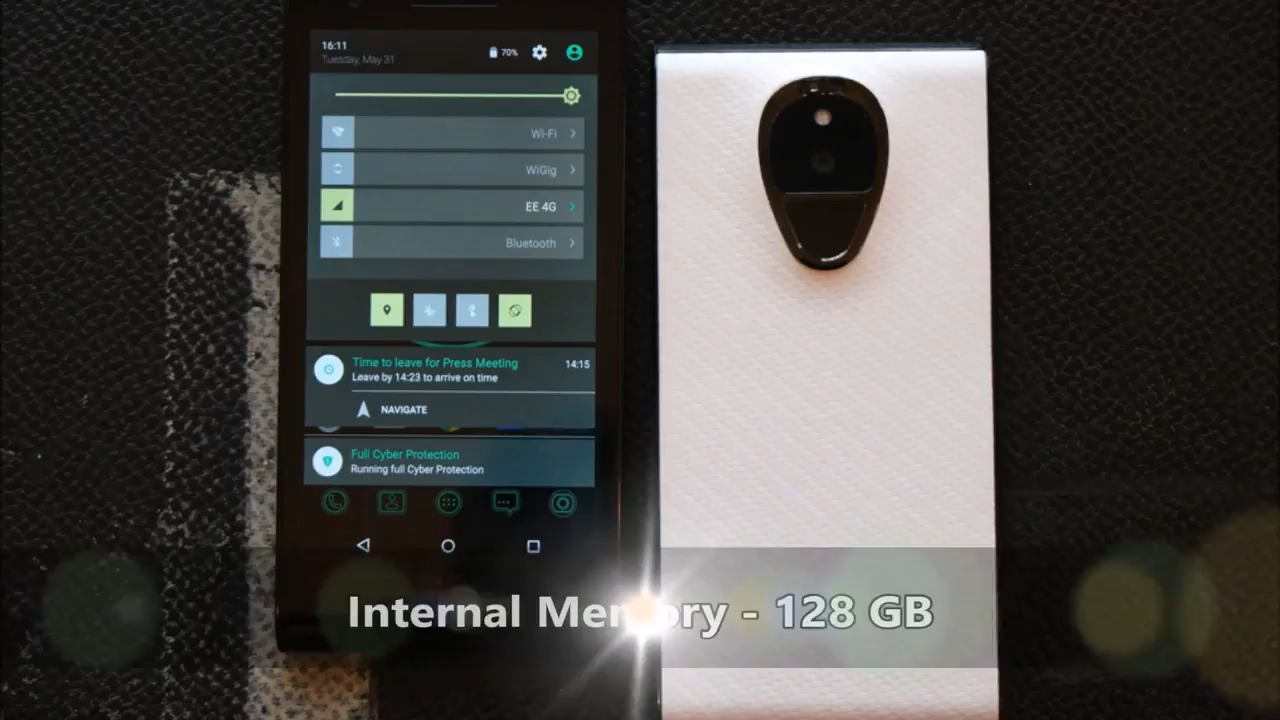 16:11
Tuesday, May 31
70%
Wi-Fi
WiGig
EE 4G
Bluetooth
Time to leave for Press Meeting
14:15
Leave by 14:23 to arrive on time
NAVIGATE
Full Cyber Protection
Running full Cyber Protection
Internal Memory - 128 GB